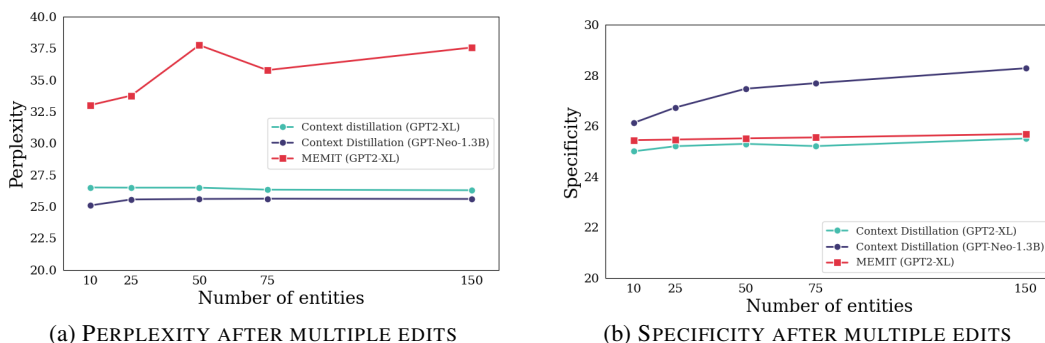 40.0
37.5
35.0
32.5
30.0
27.5
25.0
22.5
20.0
Perplexity
Context distillation (GPT2-XL)
Context Distillation (GPT-Neo-1.3B)
MEMIT (GPT2-XL)
10 25 50 75 150
Number of entities
(a) PERPLEXITY AFTER MULTIPLE EDITS
30
28
26
24
22
20
Specificity
Context Distillation (GPT2-XL)
Context Distillation (GPT-Neo-1.3B)
MEMIT (GPT2-XL)
10 25 50 75 150
Number of entities
(b) SPECIFICITY AFTER MULTIPLE EDITS